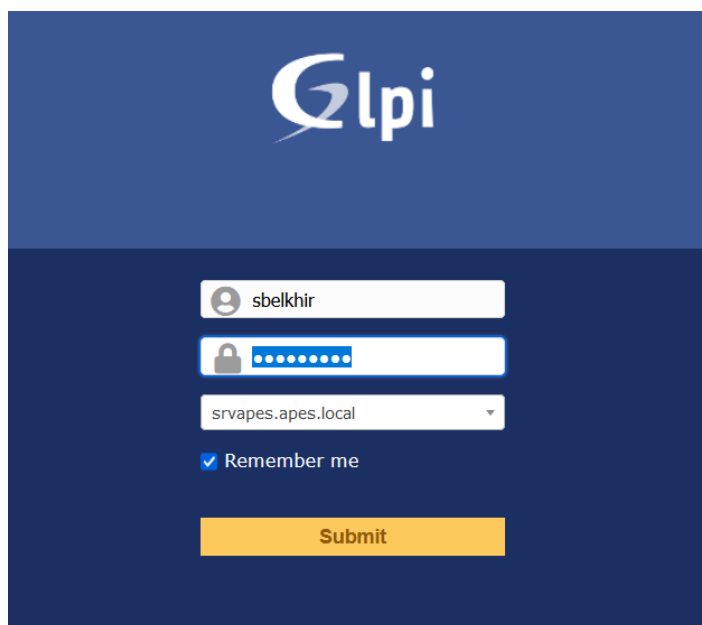 Glpi
sbelkhir
•••••••••
srvapes.apes.local
Remember me
Submit